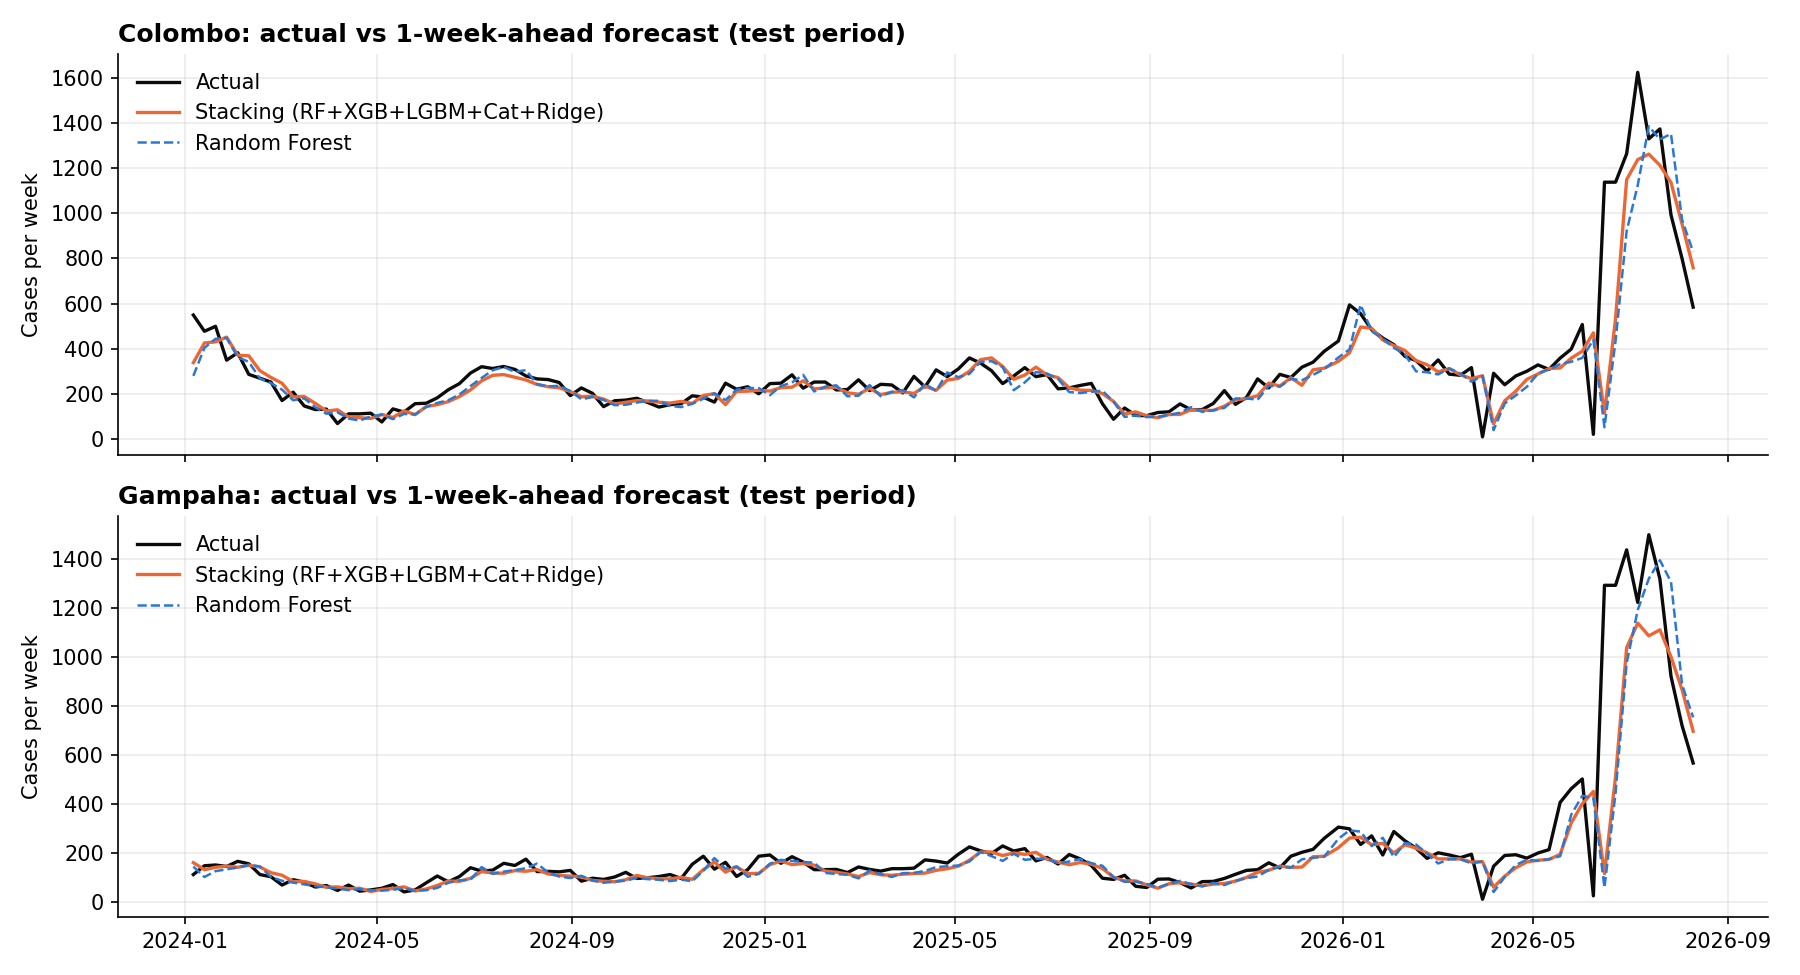 Colombo: actual vs 1-week-ahead forecast (test period)
Actual
Stacking (RF+XGB+LGBM+Cat+Ridge)
Random Forest
Cases per week
1600
1400
1200
1000
800
600
400
200
0
Gampaha: actual vs 1-week-ahead forecast (test period)
Actual
Stacking (RF+XGB+LGBM+Cat+Ridge)
Random Forest
Cases per week
1400
1200
1000
800
600
400
200
0
2024-01 2024-05 2024-09 2025-01 2025-05 2025-09 2026-01 2026-05 2026-09